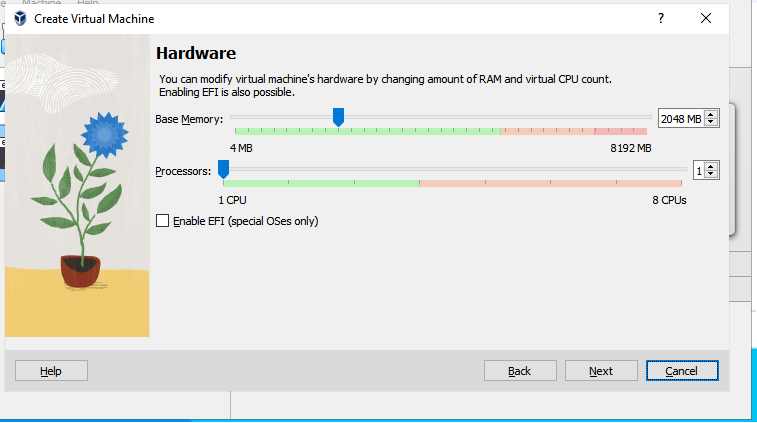 Machine Help
Create Virtual Machine
?
Hardware
You can modify virtual machine's hardware by changing amount of RAM and virtual CPU count.
Enabling EFI is also possible.
Base Memory:
2048 MB
4 MB
8192 MB
Processors:
1
1 CPU
8 CPUs
Enable EFI (special OSes only)
Help
Back
Next
Cancel